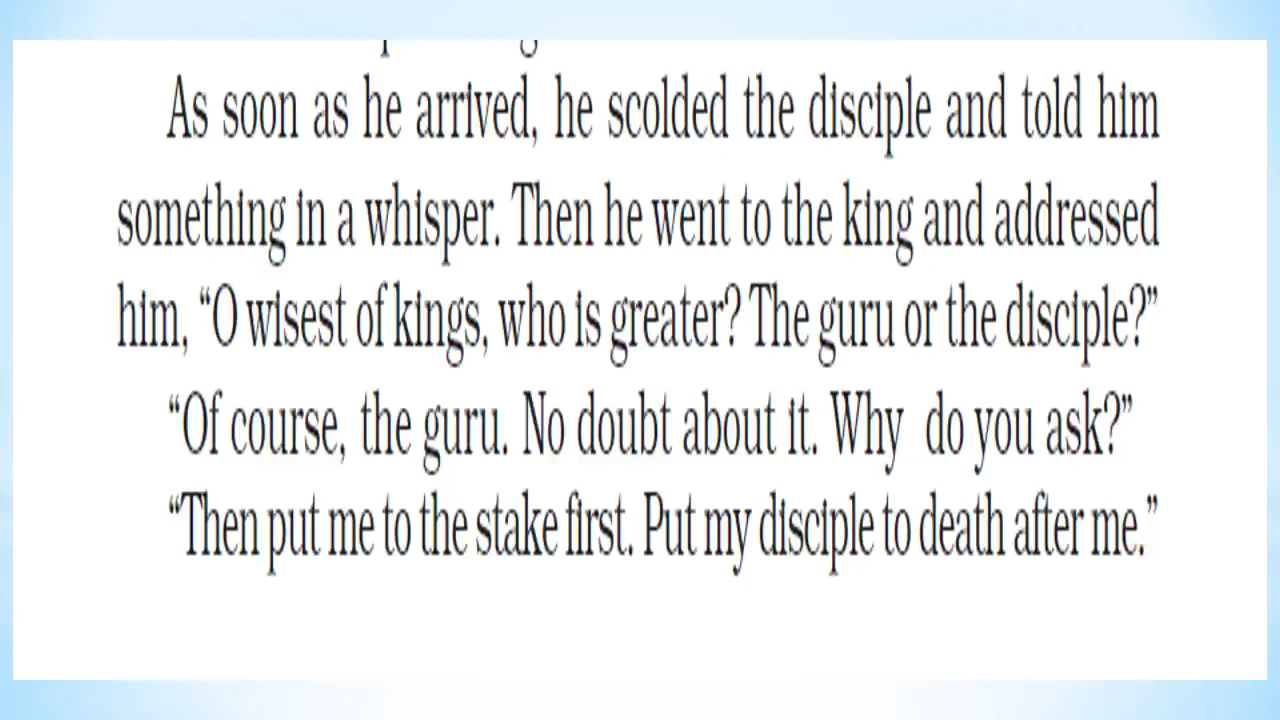 As soon as he arrived, he scolded the disciple and told him
something in a whisper. Then he went to the king and addressed
him, “O wisest of kings, who is greater? The guru or the disciple?”
“Of course, the guru. No doubt about it. Why do you ask?”
“Then put me to the stake first. Put my disciple to death after me.”